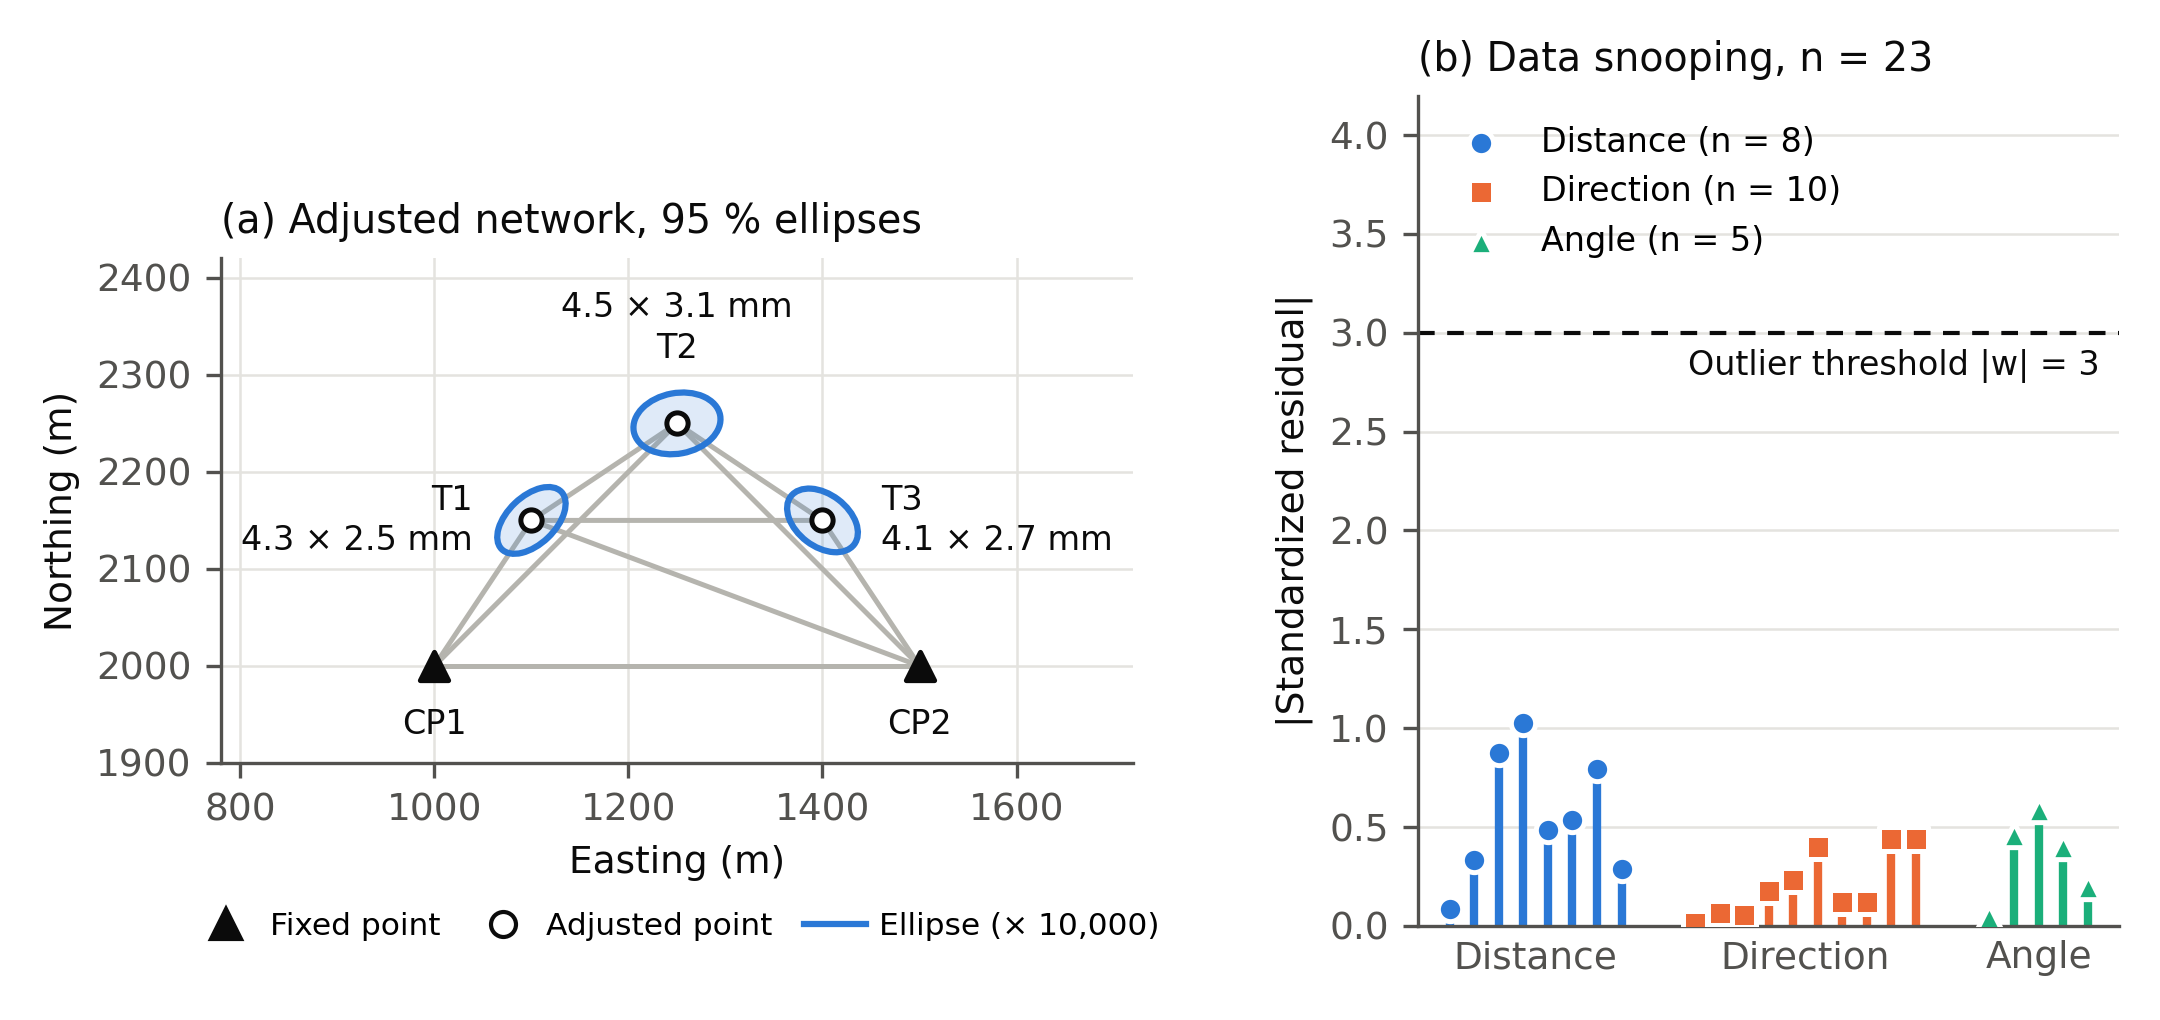 (a) Adjusted network, 95 % ellipses
Northing (m)
2400
2300
2200
2100
2000
1900
4.5 × 3.1 mm
T2
T1
4.3 × 2.5 mm
T3
4.1 × 2.7 mm
CP1
CP2
800
1000
1200
1400
1600
Easting (m)
Fixed point
Adjusted point
Ellipse (× 10,000)
(b) Data snooping, n = 23
|Standardized residual|
4.0
3.5
3.0
2.5
2.0
1.5
1.0
0.5
0.0
Distance (n = 8)
Direction (n = 10)
Angle (n = 5)
Outlier threshold |w| = 3
Distance
Direction
Angle